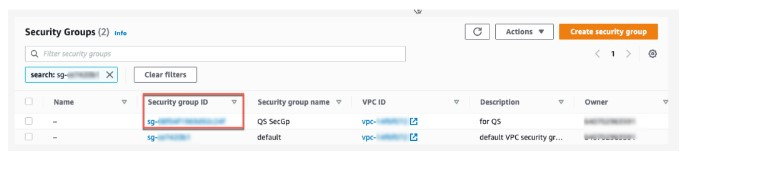 Security Groups (2) Info
Actions ▼ Create security group
Filter security groups
< 1 >
search: sg- Clear filters
Name Security group ID Security group name VPC ID Description Owner
– sg- QS SecGp vpc- for QS
– sg- default vpc- default VPC security gr...